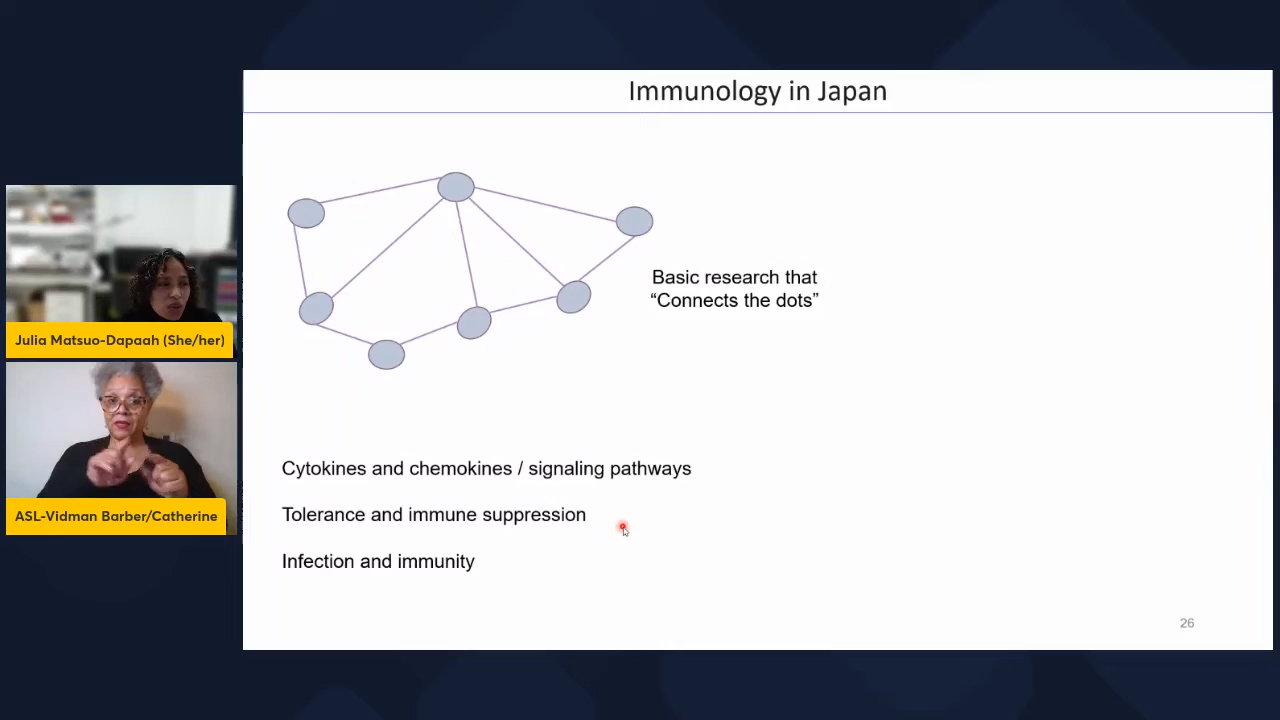 Immunology in Japan
Basic research that
“Connects the dots”
Julia Matsuo-Dapaah (She/her)
ASL-Vidman Barber/Catherine
Cytokines and chemokines / signaling pathways
Tolerance and immune suppression
Infection and immunity
26